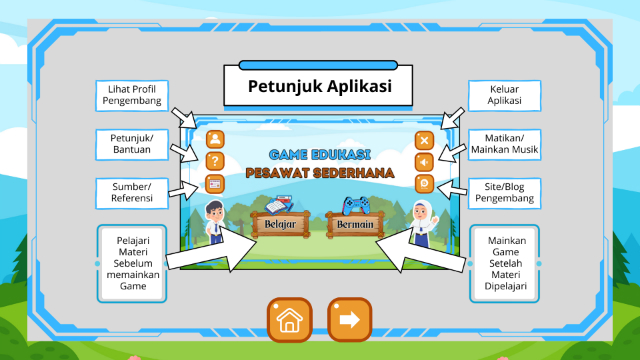 Petunjuk Aplikasi
Lihat Profil
Pengembang
Petunjuk/
Bantuan
Sumber/
Referensi
Pelajari
Materi
Sebelum
memainkan
Game
?
GAME EDUKASI
PESAWAT SEDERHANA
Belajar
Bermain
Keluar
Aplikasi
Matikan/
Mainkan Musik
Site/Blog
Pengembang
Mainkan
Game
Setelah
Materi
Dipelajari